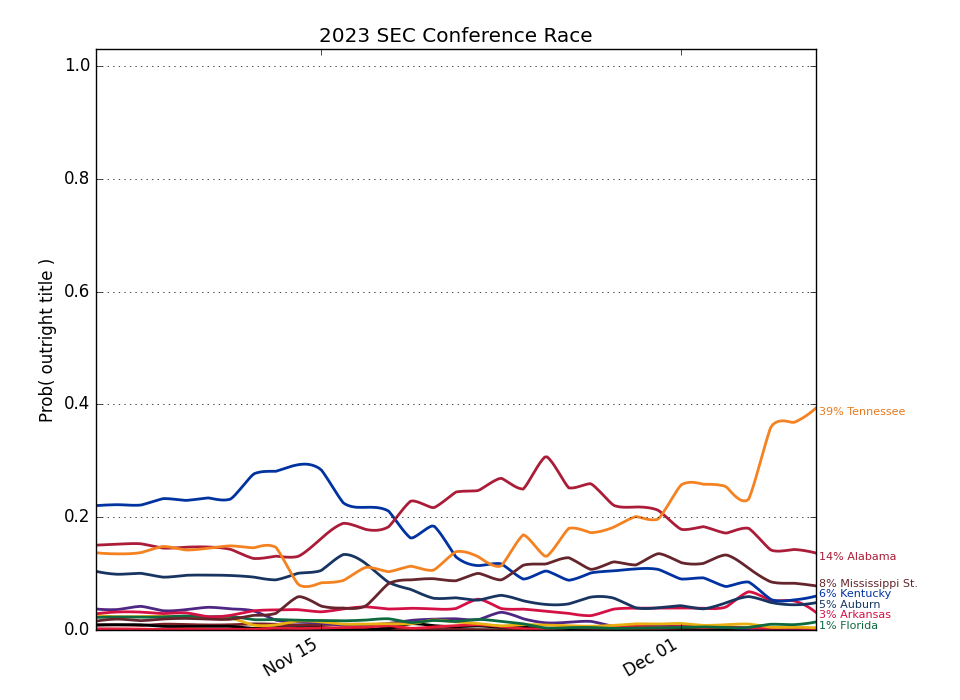 2023 SEC Conference Race
Prob( outright title )
1.0
0.8
0.6
0.4
0.2
0.0
Nov 15
Dec 01
39% Tennessee
14% Alabama
8% Mississippi St.
6% Kentucky
5% Auburn
3% Arkansas
1% Florida